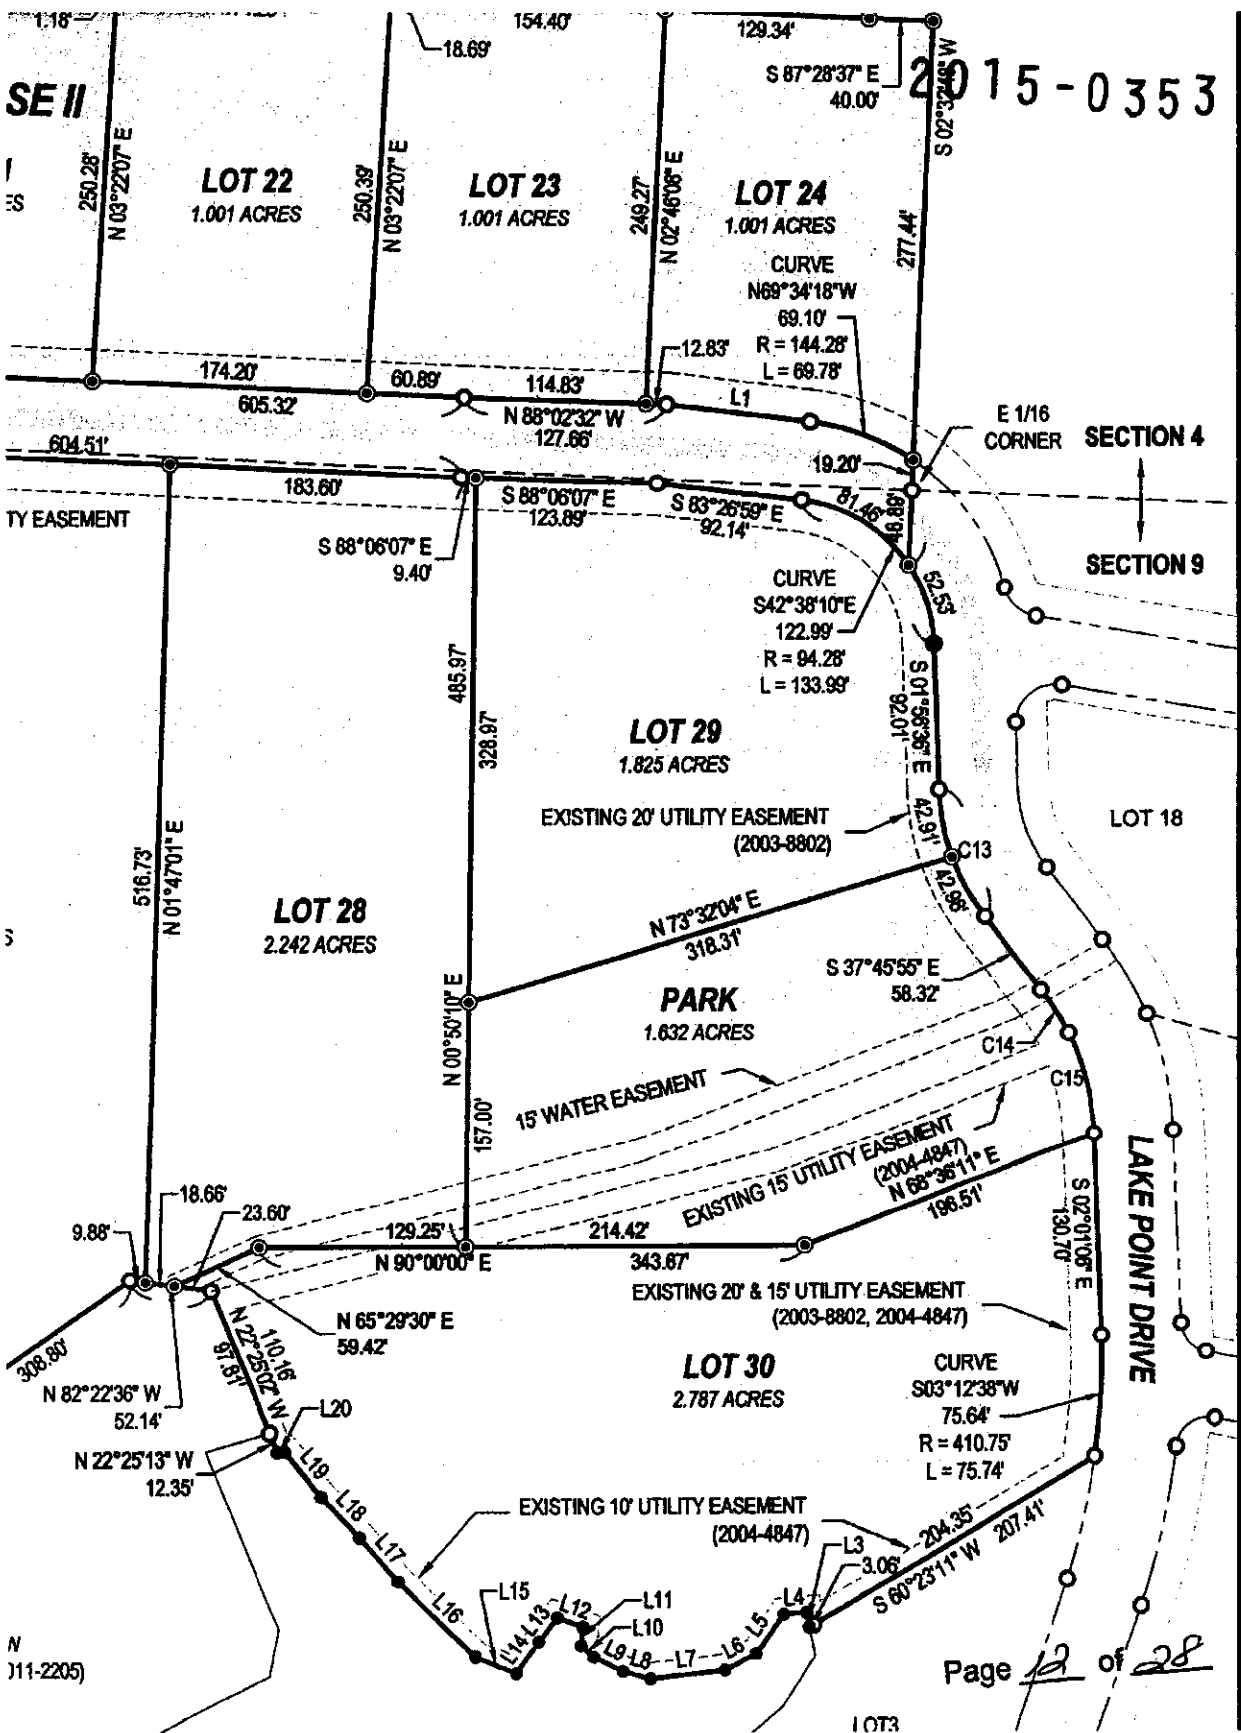 1.18'
154.40'
129.34'
18.69'
S 87°28'37" E
40.00'
2015-0353
S 02°32'48" W
SE II
ES
250.28'
N 03°22'07" E
LOT 22
1.001 ACRES
250.39'
N 03°22'07" E
LOT 23
1.001 ACRES
249.27'
N 02°46'08" E
LOT 24
1.001 ACRES
277.44'
CURVE
N69°34'18"W
69.10'
R = 144.28'
L = 69.78'
12.83'
174.20'
605.32'
60.89'
114.83'
N 88°02'32" W
127.66'
L1
E 1/16
CORNER
SECTION 4
SECTION 9
604.51'
183.60'
TY EASEMENT
S 88°06'07" E
9.40'
S 88°06'07" E
123.89'
S 83°26'59" E
92.14'
81.46'
19.20'
46.89'
52.53'
CURVE
S42°38'10"E
122.99'
R = 94.28'
L = 133.99'
485.97'
328.97'
S 01°56'36" E
92.01'
LOT 29
1.825 ACRES
EXISTING 20' UTILITY EASEMENT
(2003-8802)
LOT 18
42.91'
C13
42.98'
516.73'
N 01°47'01" E
LOT 28
2.242 ACRES
S
N 73°32'04" E
318.31'
S 37°45'55" E
58.32'
PARK
1.632 ACRES
N 00°50'10" E
157.00'
C14
C15
15' WATER EASEMENT
EXISTING 15' UTILITY EASEMENT
(2004-4847)
N 68°36'11" E
196.51'
LAKE POINT DRIVE
S 02°01'06" E
130.70'
18.66'
23.60'
9.88'
129.25'
N 90°00'00" E
214.42'
343.67'
EXISTING 20' & 15' UTILITY EASEMENT
(2003-8802, 2004-4847)
N 65°29'30" E
59.42'
110.16'
N 22°25'02" W
97.81'
308.80'
N 82°22'36" W
52.14'
LOT 30
2.787 ACRES
CURVE
S03°12'38"W
75.64'
R = 410.75'
L = 75.74'
L20
N 22°25'13" W
12.35'
L19
L18
L17
L16
L15
L14
L13
L12
L11
L10
L9
L8
L7
L6
L5
L4
L3
3.06'
EXISTING 10' UTILITY EASEMENT
(2004-4847)
204.35'
207.41'
S 60°23'11" W
011-2205)
Page 12 of 28
LOT3